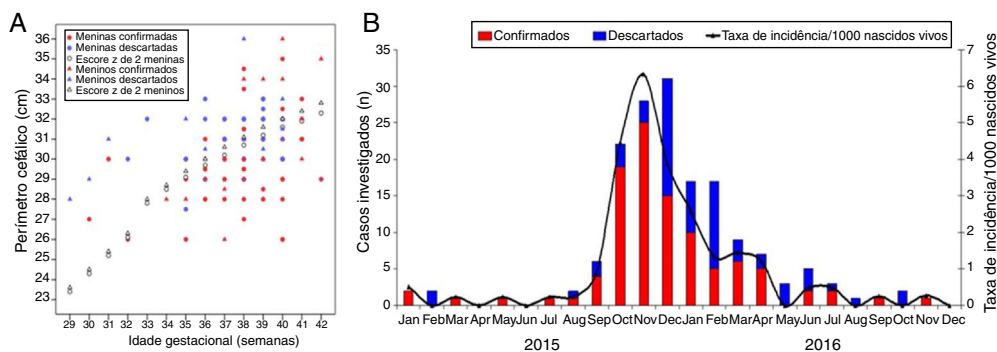 A
Perímetro cefálico (cm)
36
35
34
33
32
31
30
29
28
27
26
25
24
23
Meninas confirmadas
Meninas descartadas
Escore z de 2 meninas
Meninos confirmados
Meninos descartados
Escore z de 2 meninos
29 30 31 32 33 34 35 36 37 38 39 40 41 42
Idade gestacional (semanas)
B
Confirmados Descartados Taxa de incidência/1000 nascidos vivos
Casos investigados (n)
35
30
25
20
15
10
5
0
7
6
5
4
3
2
1
0
Taxa de incidência/1000 nascidos vivos
Jan Feb Mar Apr May Jun Jul Aug Sep Oct Nov Dec Jan Feb Mar Apr May Jun Jul Aug Sep Oct Nov Dec
2015 2016